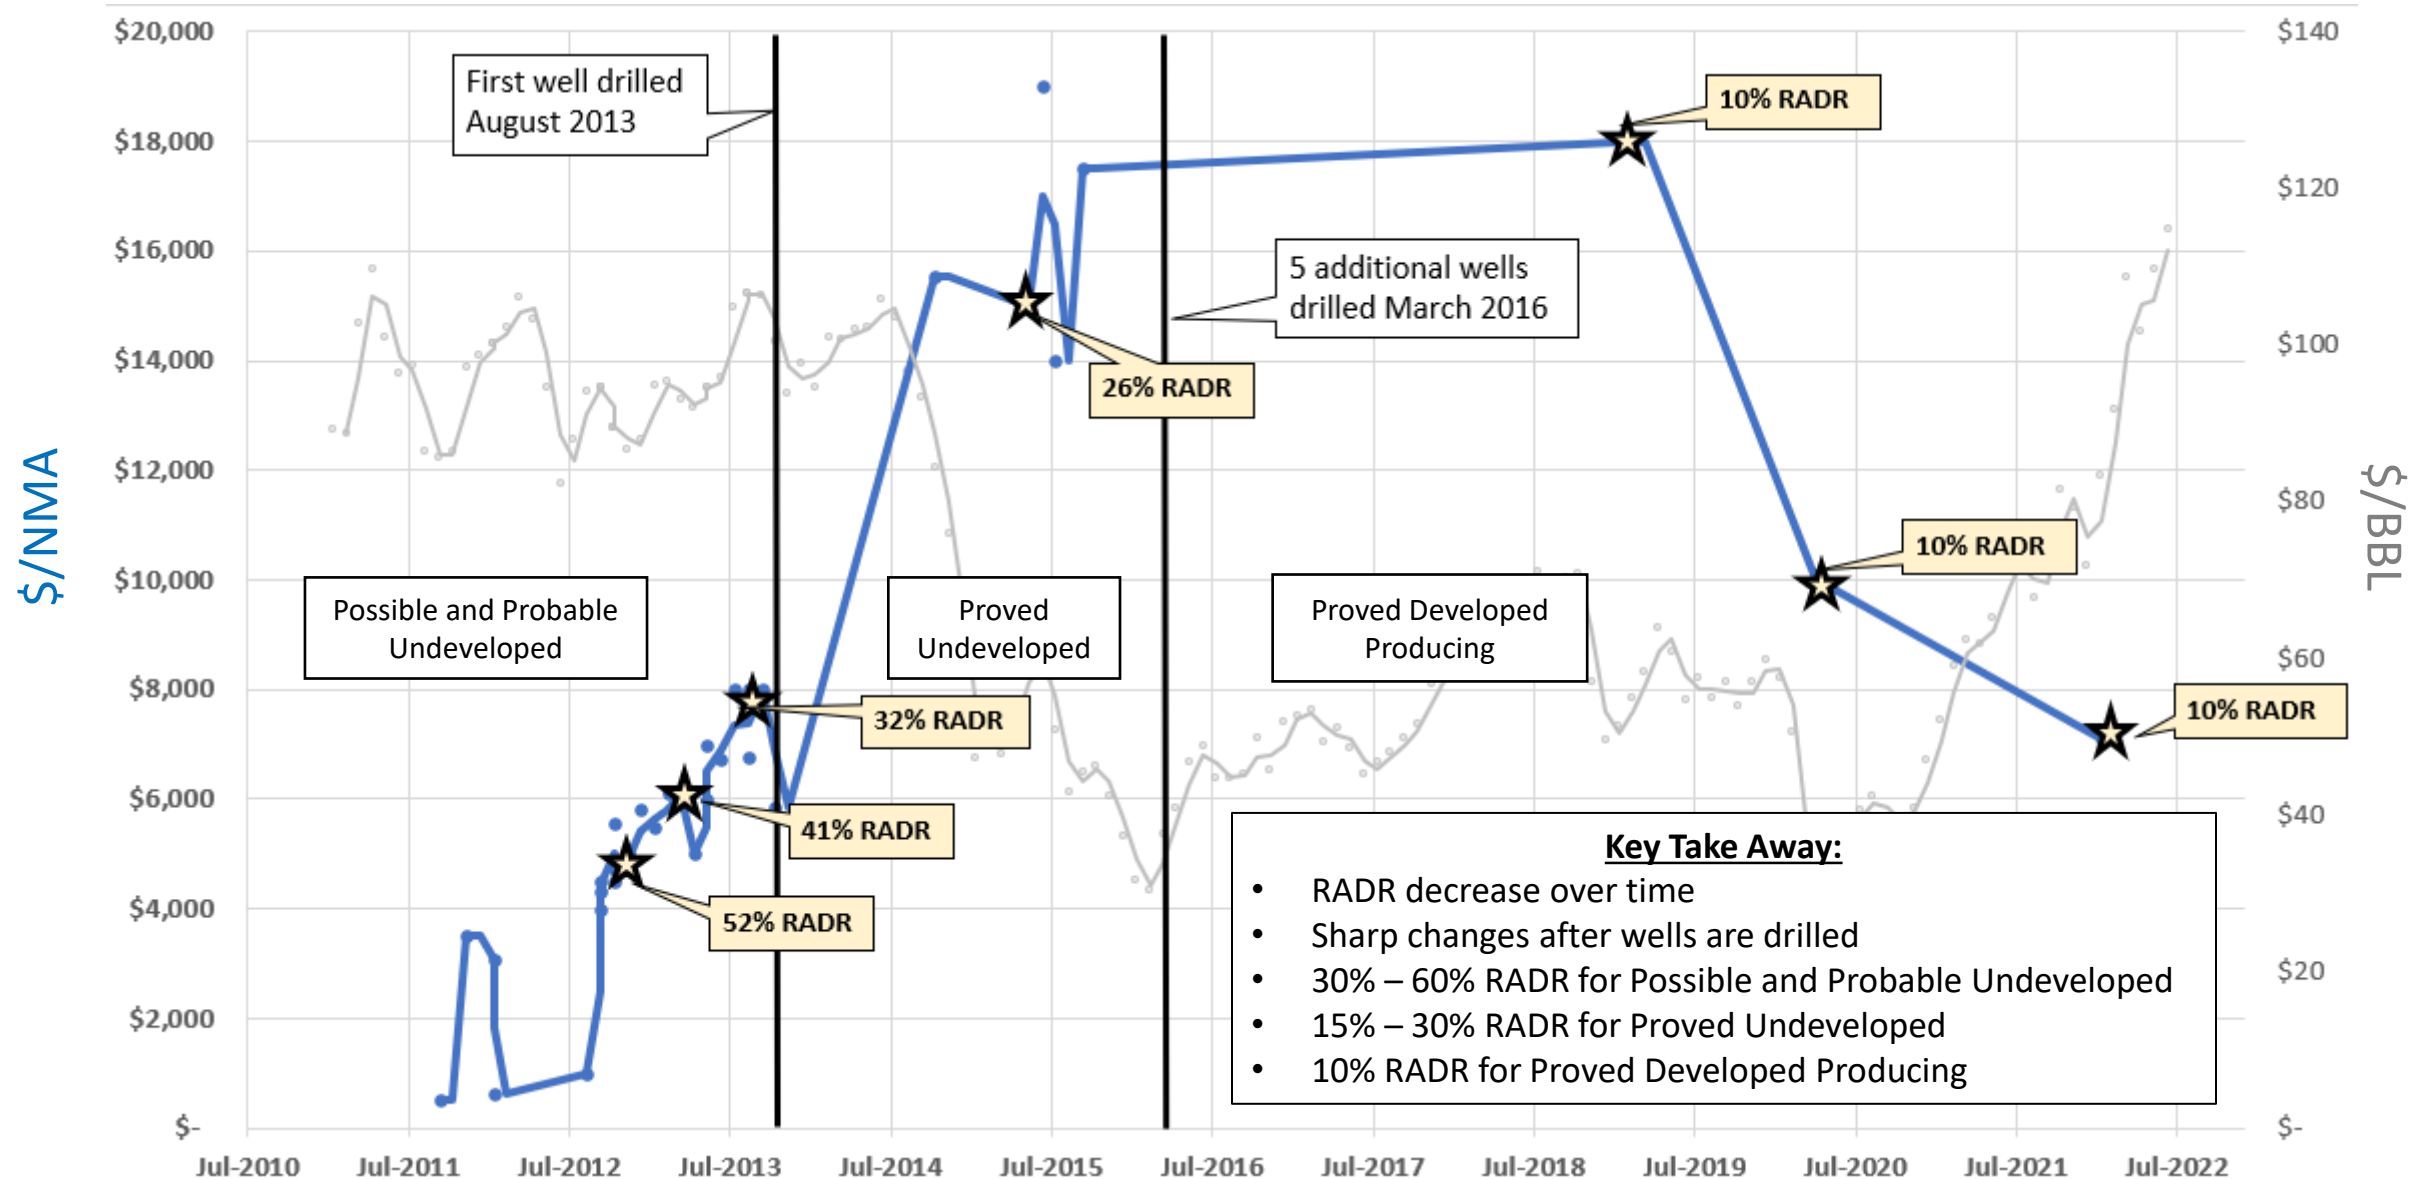 $20,000
$18,000
$16,000
$14,000
$12,000
$10,000
$8,000
$6,000
$4,000
$2,000
$-
$/NMA
$140
$120
$100
$80
$60
$40
$20
$-
$/BBL
First well drilled
August 2013
10% RADR
5 additional wells
drilled March 2016
26% RADR
10% RADR
Possible and Probable
Undeveloped
Proved
Undeveloped
Proved Developed
Producing
32% RADR
10% RADR
41% RADR
52% RADR
Key Take Away:
• RADR decrease over time
• Sharp changes after wells are drilled
• 30% – 60% RADR for Possible and Probable Undeveloped
• 15% – 30% RADR for Proved Undeveloped
• 10% RADR for Proved Developed Producing
Jul-2010 Jul-2011 Jul-2012 Jul-2013 Jul-2014 Jul-2015 Jul-2016 Jul-2017 Jul-2018 Jul-2019 Jul-2020 Jul-2021 Jul-2022